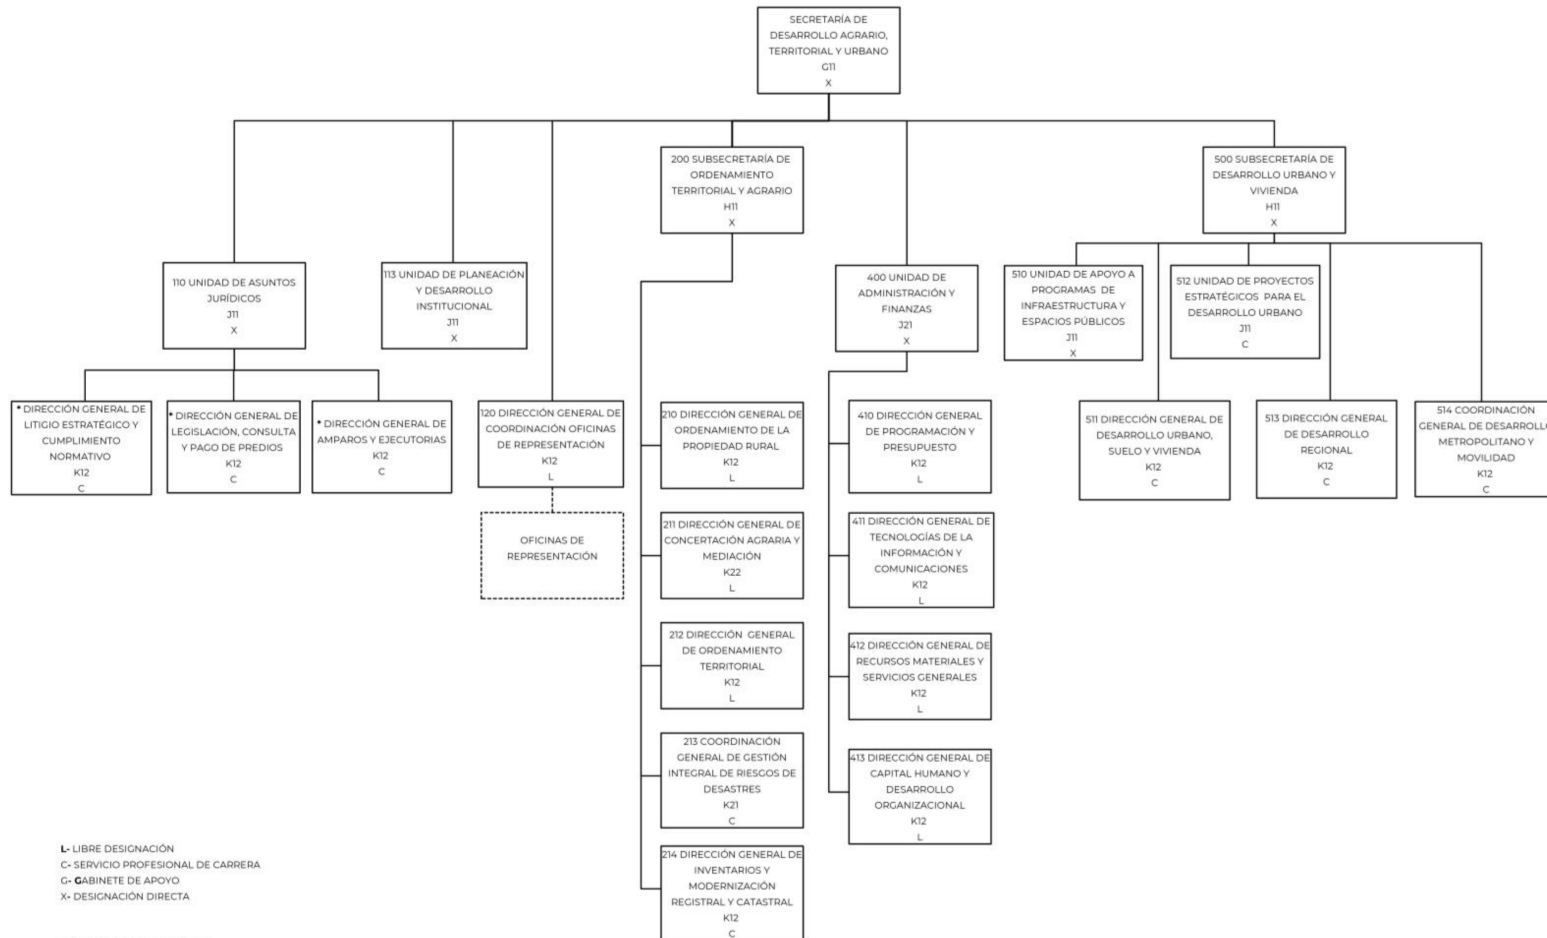 SECRETARÍA DE
DESARROLLO AGRARIO,
TERRITORIAL Y URBANO
G11
X
200 SUBSECRETARÍA DE
ORDENAMIENTO
TERRITORIAL Y AGRARIO
H11
X
500 SUBSECRETARÍA DE
DESARROLLO URBANO Y
VIVIENDA
H11
X
110 UNIDAD DE ASUNTOS
JURÍDICOS
J11
X
113 UNIDAD DE PLANEACIÓN
Y DESARROLLO
INSTITUCIONAL
J11
X
400 UNIDAD DE
ADMINISTRACIÓN Y
FINANZAS
J21
X
510 UNIDAD DE APOYO A
PROGRAMAS DE
INFRAESTRUCTURA Y
ESPACIOS PÚBLICOS
J11
X
512 UNIDAD DE PROYECTOS
ESTRATÉGICOS PARA EL
DESARROLLO URBANO
J11
C
* DIRECCIÓN GENERAL DE
LITIGIO ESTRATÉGICO Y
CUMPLIMIENTO
NORMATIVO
K12
C
* DIRECCIÓN GENERAL DE
LEGISLACIÓN, CONSULTA
Y PAGO DE PREDIOS
K12
C
* DIRECCIÓN GENERAL DE
AMPAROS Y EJECUTORIAS
K12
C
120 DIRECCIÓN GENERAL DE
COORDINACIÓN OFICINAS
DE REPRESENTACIÓN
K12
L
OFICINAS DE
REPRESENTACIÓN
210 DIRECCIÓN GENERAL DE
ORDENAMIENTO DE LA
PROPIEDAD RURAL
K12
L
211 DIRECCIÓN GENERAL DE
CONCERTACIÓN AGRARIA Y
MEDIACIÓN
K22
L
212 DIRECCIÓN GENERAL
DE ORDENAMIENTO
TERRITORIAL
K12
L
213 COORDINACIÓN
GENERAL DE GESTIÓN
INTEGRAL DE RIESGOS DE
DESASTRES
K21
C
214 DIRECCIÓN GENERAL DE
INVENTARIOS Y
MODERNIZACIÓN
REGISTRAL Y CATASTRAL
K12
C
410 DIRECCIÓN GENERAL
DE PROGRAMACIÓN Y
PRESUPUESTO
K12
L
411 DIRECCIÓN GENERAL DE
TECNOLOGÍAS DE LA
INFORMACIÓN Y
COMUNICACIONES
K12
L
412 DIRECCIÓN GENERAL DE
RECURSOS MATERIALES Y
SERVICIOS GENERALES
K12
L
413 DIRECCIÓN GENERAL DE
CAPITAL HUMANO Y
DESARROLLO
ORGANIZACIONAL
K12
L
511 DIRECCIÓN GENERAL DE
DESARROLLO URBANO,
SUELO Y VIVIENDA
K12
C
513 DIRECCIÓN GENERAL
DE DESARROLLO
REGIONAL
K12
C
514 COORDINACIÓN
GENERAL DE DESARROLLO
METROPOLITANO Y
MOVILIDAD
K12
C
L- LIBRE DESIGNACIÓN
C- SERVICIO PROFESIONAL DE CARRERA
G- GABINETE DE APOYO
X- DESIGNACIÓN DIRECTA